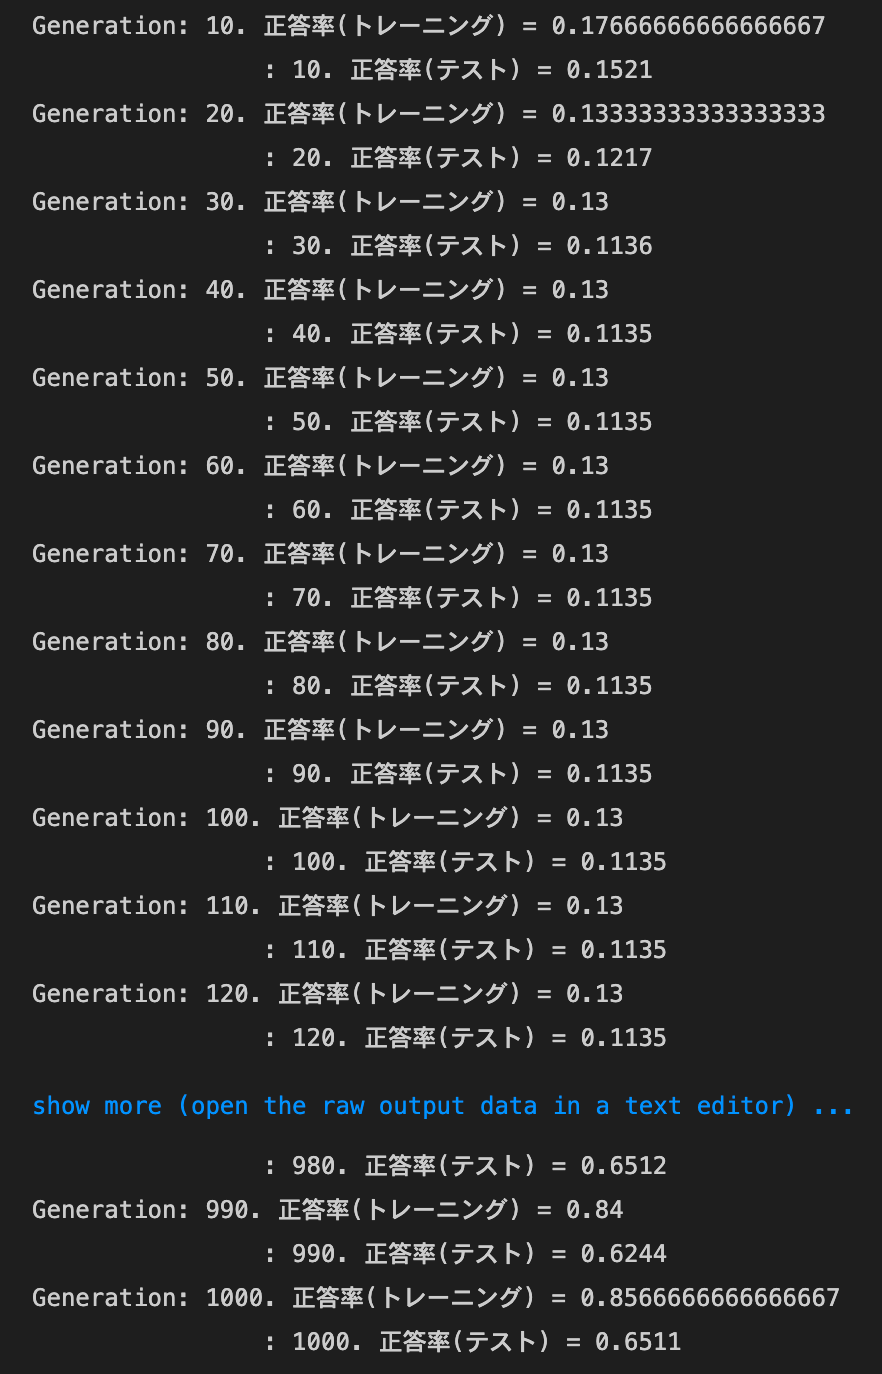 Generation: 10. 正答率(トレーニング) = 0.17666666666666667
: 10. 正答率(テスト) = 0.1521
Generation: 20. 正答率(トレーニング) = 0.13333333333333333
: 20. 正答率(テスト) = 0.1217
Generation: 30. 正答率(トレーニング) = 0.13
: 30. 正答率(テスト) = 0.1136
Generation: 40. 正答率(トレーニング) = 0.13
: 40. 正答率(テスト) = 0.1135
Generation: 50. 正答率(トレーニング) = 0.13
: 50. 正答率(テスト) = 0.1135
Generation: 60. 正答率(トレーニング) = 0.13
: 60. 正答率(テスト) = 0.1135
Generation: 70. 正答率(トレーニング) = 0.13
: 70. 正答率(テスト) = 0.1135
Generation: 80. 正答率(トレーニング) = 0.13
: 80. 正答率(テスト) = 0.1135
Generation: 90. 正答率(トレーニング) = 0.13
: 90. 正答率(テスト) = 0.1135
Generation: 100. 正答率(トレーニング) = 0.13
: 100. 正答率(テスト) = 0.1135
Generation: 110. 正答率(トレーニング) = 0.13
: 110. 正答率(テスト) = 0.1135
Generation: 120. 正答率(トレーニング) = 0.13
: 120. 正答率(テスト) = 0.1135
show more (open the raw output data in a text editor) ...
: 980. 正答率(テスト) = 0.6512
Generation: 990. 正答率(トレーニング) = 0.84
: 990. 正答率(テスト) = 0.6244
Generation: 1000. 正答率(トレーニング) = 0.8566666666666667
: 1000. 正答率(テスト) = 0.6511